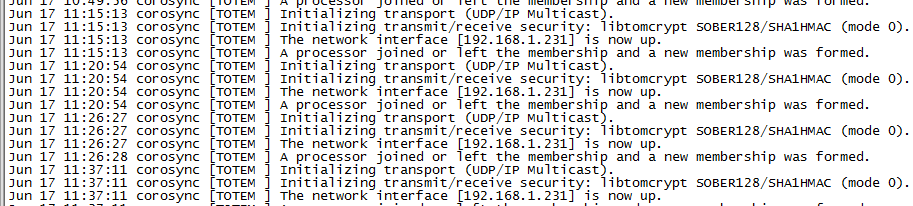 Jun 17 10:49:36 corosync [TOTEM ] A processor joined or left the membership and a new membership was formed.
Jun 17 11:15:13 corosync [TOTEM ] Initializing transport (UDP/IP Multicast).
Jun 17 11:15:13 corosync [TOTEM ] Initializing transmit/receive security: libtomcrypt SOBER128/SHA1HMAC (mode 0).
Jun 17 11:15:13 corosync [TOTEM ] The network interface [192.168.1.231] is now up.
Jun 17 11:15:13 corosync [TOTEM ] A processor joined or left the membership and a new membership was formed.
Jun 17 11:20:54 corosync [TOTEM ] Initializing transport (UDP/IP Multicast).
Jun 17 11:20:54 corosync [TOTEM ] Initializing transmit/receive security: libtomcrypt SOBER128/SHA1HMAC (mode 0).
Jun 17 11:20:54 corosync [TOTEM ] The network interface [192.168.1.231] is now up.
Jun 17 11:20:54 corosync [TOTEM ] A processor joined or left the membership and a new membership was formed.
Jun 17 11:26:27 corosync [TOTEM ] Initializing transport (UDP/IP Multicast).
Jun 17 11:26:27 corosync [TOTEM ] Initializing transmit/receive security: libtomcrypt SOBER128/SHA1HMAC (mode 0).
Jun 17 11:26:27 corosync [TOTEM ] The network interface [192.168.1.231] is now up.
Jun 17 11:26:28 corosync [TOTEM ] A processor joined or left the membership and a new membership was formed.
Jun 17 11:37:11 corosync [TOTEM ] Initializing transport (UDP/IP Multicast).
Jun 17 11:37:11 corosync [TOTEM ] Initializing transmit/receive security: libtomcrypt SOBER128/SHA1HMAC (mode 0).
Jun 17 11:37:11 corosync [TOTEM ] The network interface [192.168.1.231] is now up.